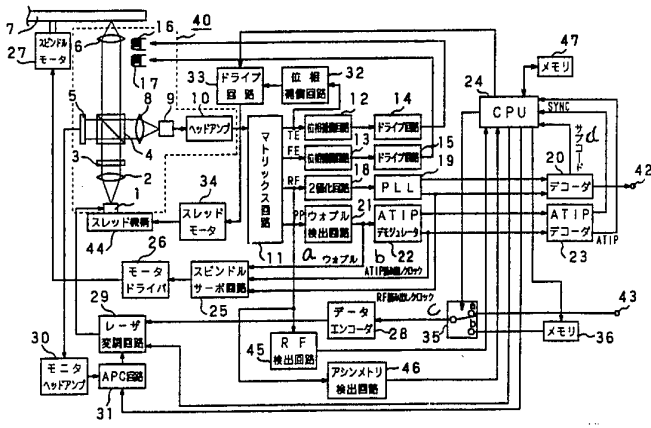 7
スピンドル
モータ
27
6
16
17
40
33
ドライブ
回路
位相
補償回路
32
24
CPU
47
メモリ
SYNC
サブコード
d
5
8
9
10
ヘッドアンプ
4
3
2
1
マトリックス回路
11
TE
FE
RF
PP
12
位相補償回路
14
ドライブ回路
13
位相補償回路
15
ドライブ回路
18
2値化回路
19
PLL
20
デコーダ
42
21
ウォブル
検出回路
ATIP
デモジュレータ
22
ATIP
デコーダ
23
ATIP
34
スレッド
モータ
スレッド機構
44
a
ウォブル
b
ATIP読み出しクロック
26
モータ
ドライバ
スピンドル
サーボ回路
25
RF読み出しクロック
29
レーザ
変調回路
データ
エンコーダ
28
c
35
a
b
43
メモリ
36
30
モニタ
ヘッドアンプ
APC回路
31
45
RF
検出回路
アシンメトリ
検出回路
46